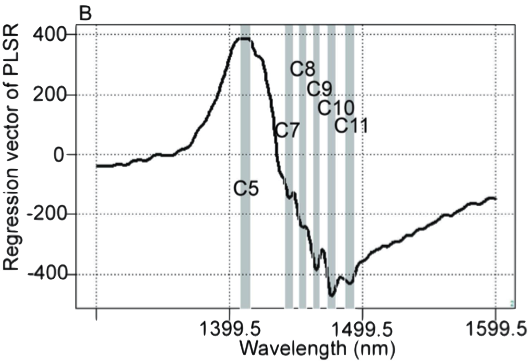 B
Regression vector of PLSR
400
200
0
-200
-400
C8
C9
C10
C7
C11
C5
1399.5
1499.5
1599.5
Wavelength (nm)